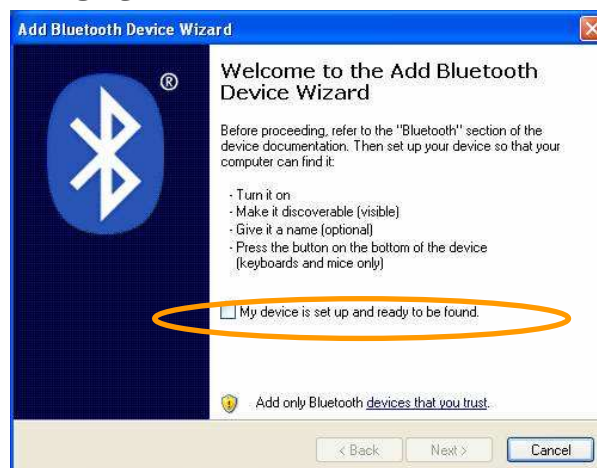 Add Bluetooth Device Wizard
®
Welcome to the Add Bluetooth
Device Wizard
Before proceeding, refer to the "Bluetooth" section of the
device documentation. Then set up your device so that your
computer can find it:
- Turn it on
- Make it discoverable (visible)
- Give it a name (optional)
- Press the button on the bottom of the device
(keyboards and mice only)
My device is set up and ready to be found.
Add only Bluetooth devices that you trust.
< Back Next > Cancel